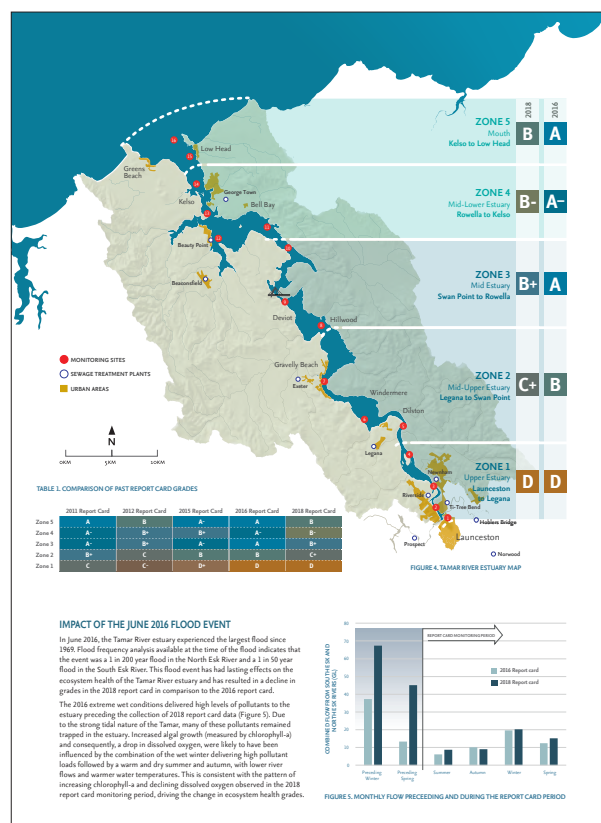 2018
2016
ZONE 5
Mouth
Kelso to Low Head
B
A
ZONE 4
Mid-Lower Estuary
Rowella to Kelso
B-
A-
ZONE 3
Mid Estuary
Swan Point to Rowella
B+
A
ZONE 2
Mid-Upper Estuary
Legana to Swan Point
C+
B
ZONE 1
Upper Estuary
Launceston
to Legana
D
D
Low Head
Greens
Beach
George Town
Kelso
Bell Bay
Beauty Point
Beaconsfield
Deviot
Hillwood
Gravelly Beach
Exeter
Windermere
Dilston
Legana
Newnham
Riverside
Ti-Tree Bend
Hoblers Bridge
Launceston
Prospect
Norwood
MONITORING SITES
SEWAGE TREATMENT PLANTS
URBAN AREAS
N
0KM 5KM 10KM
TABLE 1. COMPARISON OF PAST REPORT CARD GRADES
2011 Report Card 2012 Report Card 2015 Report Card 2016 Report Card 2018 Report Card
Zone 5 A B A- A B
Zone 4 A- B+ B+ A- B-
Zone 3 A- B+ A- A B+
Zone 2 B+ C B B C+
Zone 1 C C- D+ D D
FIGURE 4. TAMAR RIVER ESTUARY MAP
IMPACT OF THE JUNE 2016 FLOOD EVENT
In June 2016, the Tamar River estuary experienced the largest flood since
1969. Flood frequency analysis available at the time of the flood indicates that
the event was a 1 in 200 year flood in the North Esk River and a 1 in 50 year
flood in the South Esk River. This flood event has had lasting effects on the
ecosystem health of the Tamar River estuary and has resulted in a decline in
grades in the 2018 report card in comparison to the 2016 report card.
The 2016 extreme wet conditions delivered high levels of pollutants to the
estuary preceding the collection of 2018 report card data (Figure 5). Due
to the strong tidal nature of the Tamar, many of these pollutants remained
trapped in the estuary. Increased algal growth (measured by chlorophyll-a)
and consequently, a drop in dissolved oxygen, were likely to have been
influenced by the combination of the wet winter delivering high pollutant
loads followed by a warm and dry summer and autumn, with lower river
flows and warmer water temperatures. This is consistent with the pattern of
increasing chlorophyll-a and declining dissolved oxygen observed in the 2018
report card monitoring period, driving the change in ecosystem health grades.
COMBINED FLOW FROM SOUTH ESK AND
NORTH ESK RIVERS (GL)
80
70
60
50
40
30
20
10
0
REPORT CARD MONITORING PERIOD
2016 Report card
2018 Report card
Preceding
Winter
Preceding
Spring
Summer
Autumn
Winter
Spring
FIGURE 5. MONTHLY FLOW PRECEEDING AND DURING THE REPORT CARD PERIOD